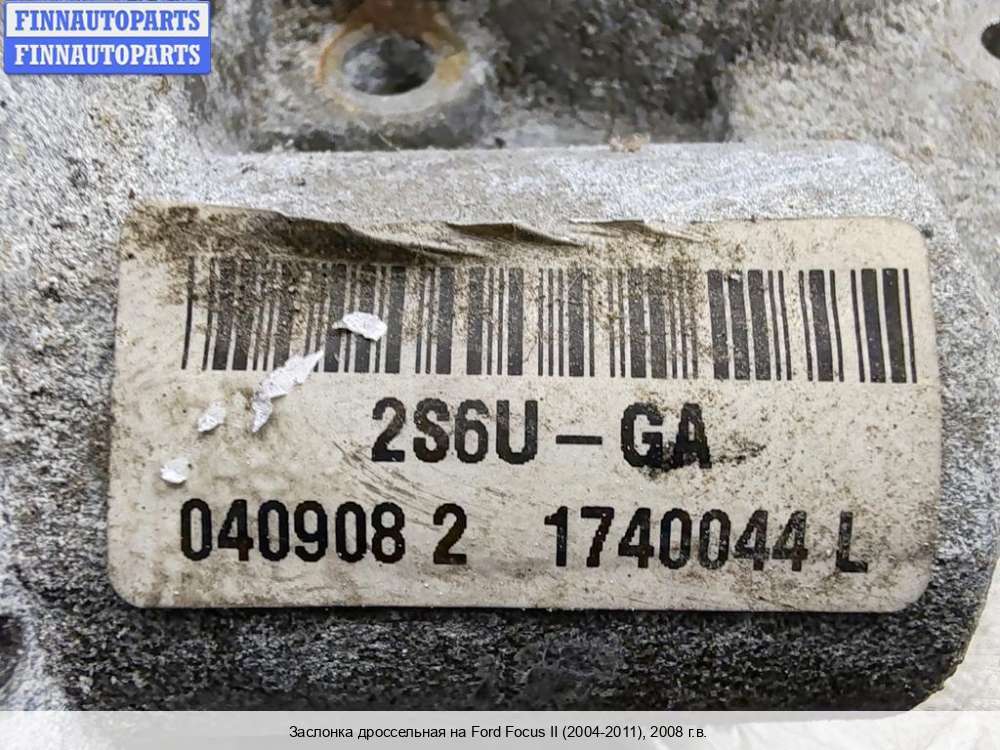 FINNAUTOPARTS
FINNAUTOPARTS
2S6U-GA
040908 2 1740044 L
Заслонка дроссельная на Ford Focus II (2004-2011), 2008 г.в.